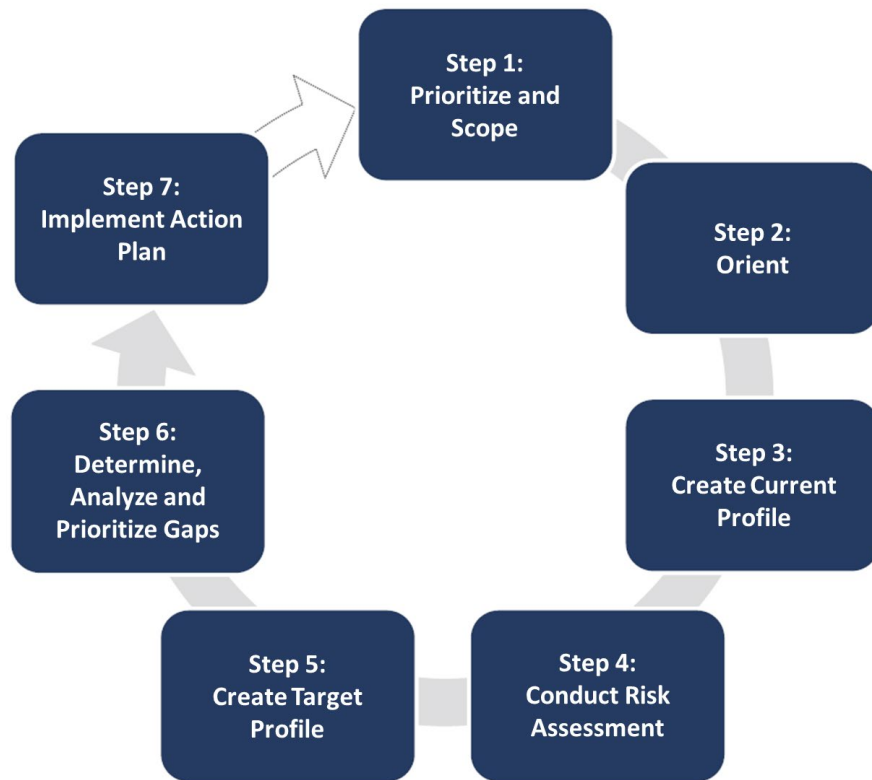 Step 1:
Prioritize and
Scope
Step 2:
Orient
Step 3:
Create Current
Profile
Step 4:
Conduct Risk
Assessment
Step 5:
Create Target
Profile
Step 6:
Determine,
Analyze and
Prioritize Gaps
Step 7:
Implement Action
Plan